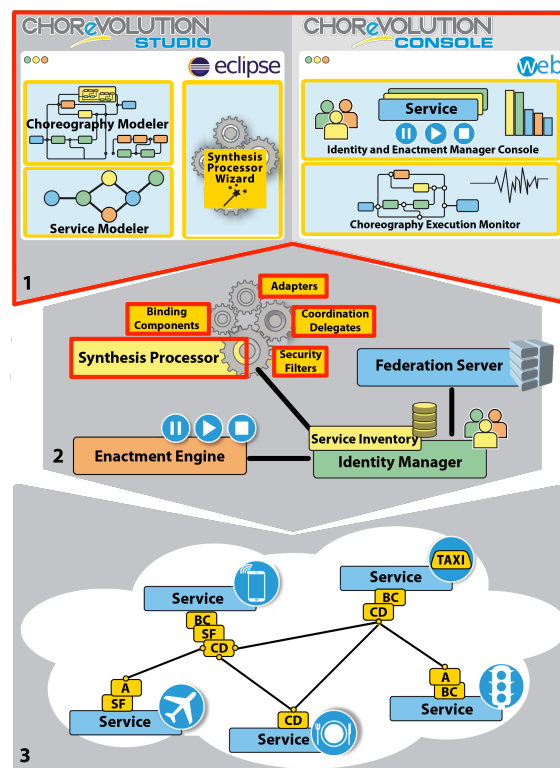 CHOReVOLUTION
STUDIO
CHOReVOLUTION
CONSOLE
eclipse
Web
Choreography Modeler
Service Modeler
Synthesis
Processor
Wizard
Service
Identity and Enactment Manager Console
Choreography Execution Monitor
1
Adapters
Binding
Components
Coordination
Delegates
Synthesis Processor
Security
Filters
Federation Server
Service Inventory
2
Enactment Engine
Identity Manager
TAXI
Service
Service
BC
SF
CD
BC
CD
A
SF
Service
CD
Service
A
BC
Service
3